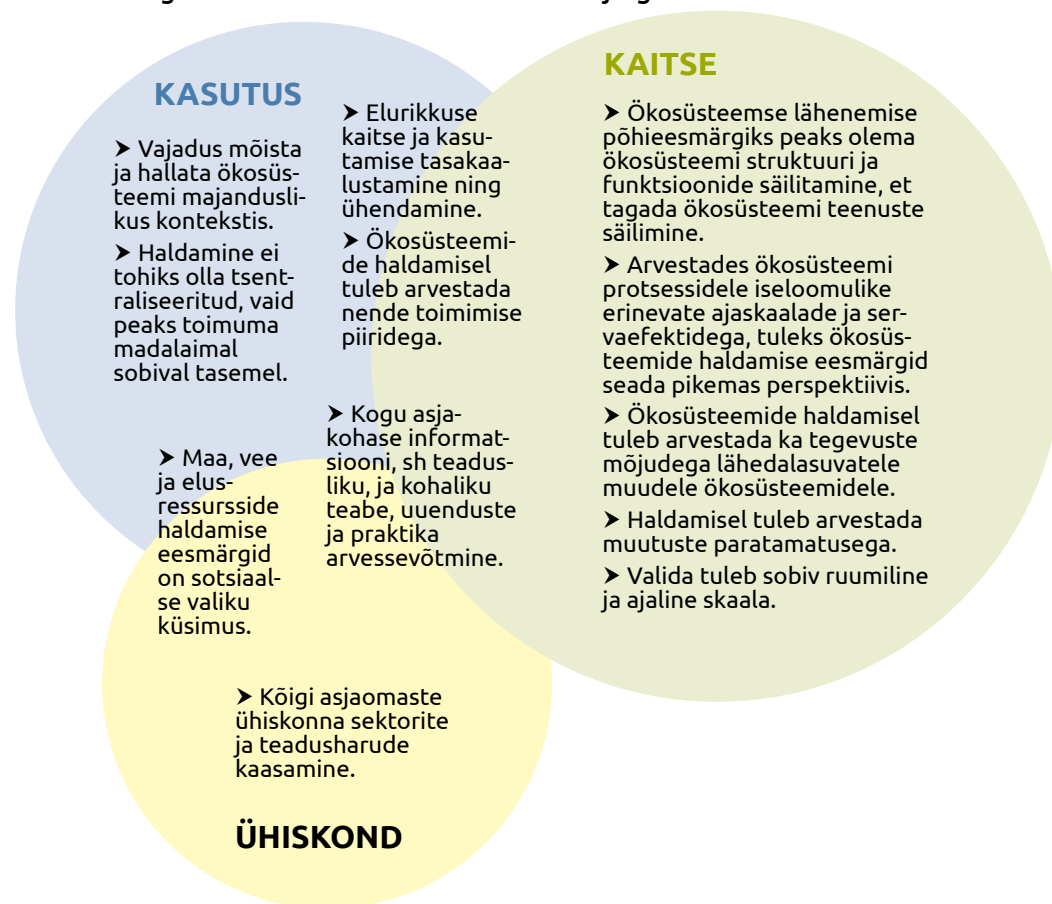 KASUTUS
➤ Vajadus mõista
ja hallata ökosüs-
teemi majandusli-
kus kontekstis.
➤ Haldamine ei
tohiks olla tsent-
raliseeritud, vaid
peaks toimuma
madalaimal
sobival tasemel.
➤ Elurikkuse
kaitse ja kasu-
tamise tasakaa-
lustamine ning
ühendamine.
➤ Ökosüsteemi-
de haldamisel
tuleb arvestada
nende toimimise
piiridega.
KAITSE
➤ Ökosüsteemse lähenemise
põhieesmärgiks peaks olema
ökosüsteemi struktuuri ja
funktsioonide säilitamine, et
tagada ökosüsteemi teenuste
säilimine.
➤ Arvestades ökosüsteemi
protsessidele iseloomulike
erinevate ajaskaalade ja ser-
vaefektidega, tuleks ökosüs-
teemide haldamise eesmärgid
seada pikemas perspektiivis.
➤ Ökosüsteemide haldamisel
tuleb arvestada ka tegevuste
mõjudega lähedalasuvatele
muudele ökosüsteemidele.
➤ Haldamisel tuleb arvestada
muutuste paratamatusega.
➤ Valida tuleb sobiv ruumiline
ja ajaline skaala.
➤ Maa, vee
ja elus-
ressursside
haldamise
eesmärgid
on sotsiaal-
se valiku
küsimus.
➤ Kogu asja-
kohase informat-
siooni, sh teadus-
liku, ja kohaliku
teabe, uuenduste
ja praktika
arvessevõtmine.
➤ Kõigi asjaomaste
ühiskonna sektorite
ja teadusharude
kaasamine.
ÜHISKOND